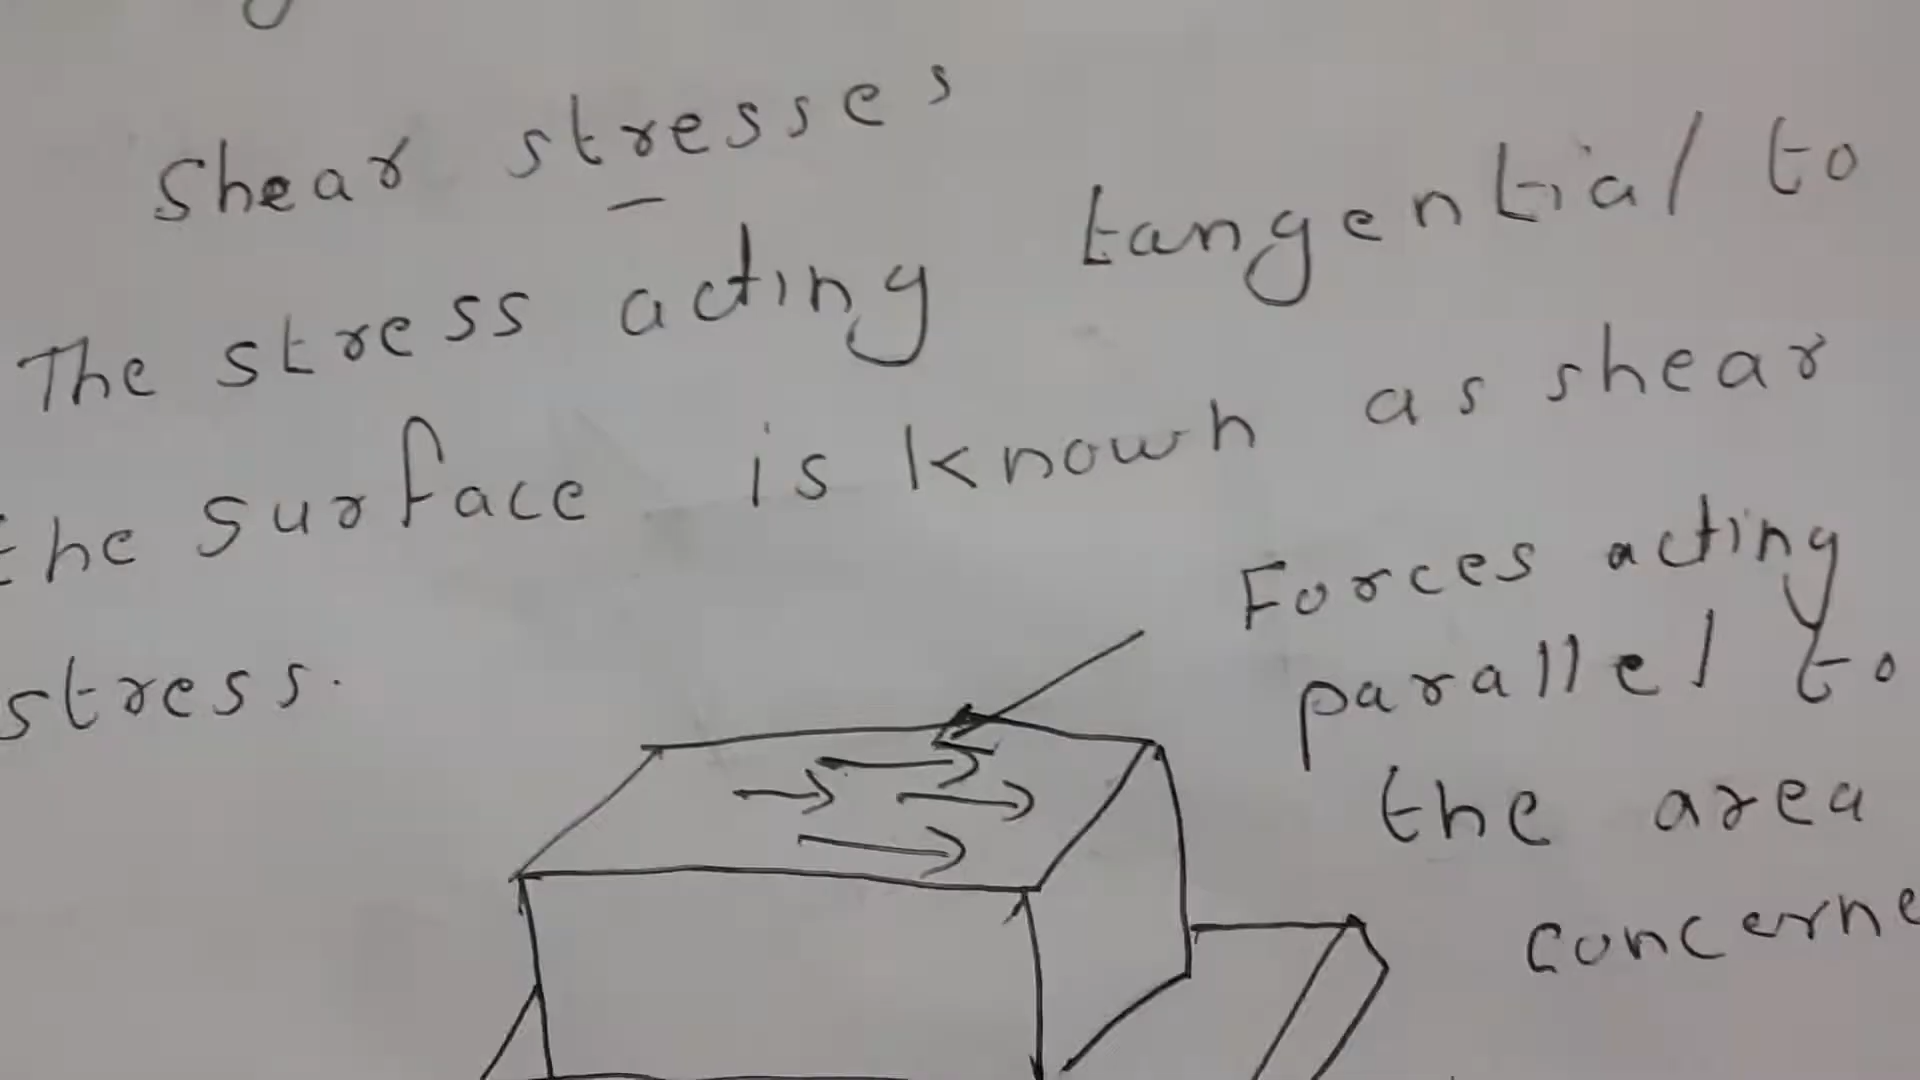 Shear stresses
The stress acting tangential to
the surface is known as shear
stress.
Forces acting
parallel to
the area
concerne